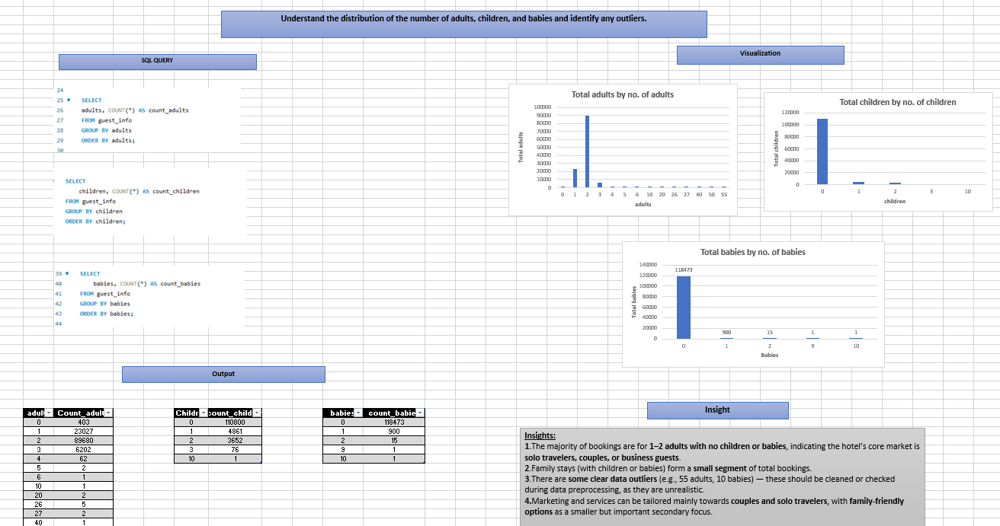 Understand the distribution of the number of adults, children, and babies and identify any outliers.
SQL QUERY
24
25 SELECT
26 adults, COUNT(*) AS count_adults
27 FROM guest_info
28 GROUP BY adults
29 ORDER BY adults;
30
SELECT
children, COUNT(*) AS count_children
FROM guest_info
GROUP BY children
ORDER BY children;
39 SELECT
40 babies, COUNT(*) AS count_babies
41 FROM guest_info
42 GROUP BY babies
43 ORDER BY babies;
44
Visualization
Total adults by no. of adults
Total adults
100000
90000
80000
70000
60000
50000
40000
30000
20000
10000
0
0 1 2 3 4 5 6 10 20 26 27 40 50 55
adults
Total children by no. of children
Total children
120000
100000
80000
60000
40000
20000
0
0 1 2 3 10
children
Total babies by no. of babies
Total babies
140000
120000
100000
80000
60000
40000
20000
0
118473 900 15 1 1
0 1 2 9 10
Babies
Output
adul Count_adul
0 403
1 23027
2 89680
3 6202
4 62
5 2
6 1
10 1
20 2
26 5
27 2
40 1
Childr count_child
0 110800
1 4861
2 3652
3 76
10 1
babies count_babie
0 118473
1 900
2 15
9 1
10 1
Insight
Insights:
1.The majority of bookings are for 1–2 adults with no children or babies, indicating the hotel's core market is
solo travelers, couples, or business guests.
2.Family stays (with children or babies) form a small segment of total bookings.
3.There are some clear data outliers (e.g., 55 adults, 10 babies) — these should be cleaned or checked
during data preprocessing, as they are unrealistic.
4.Marketing and services can be tailored mainly towards couples and solo travelers, with family-friendly
options as a smaller but important secondary focus.